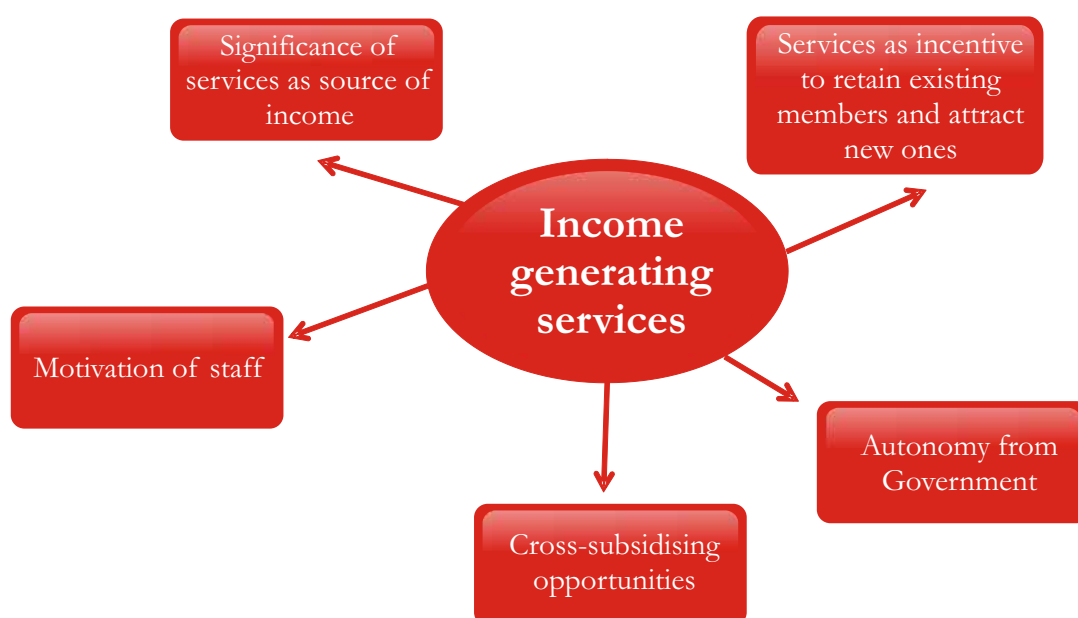 Significance of
services as source of
income
Services as incentive
to retain existing
members and attract
new ones
Income
generating
services
Motivation of staff
Autonomy from
Government
Cross-subsidising
opportunities